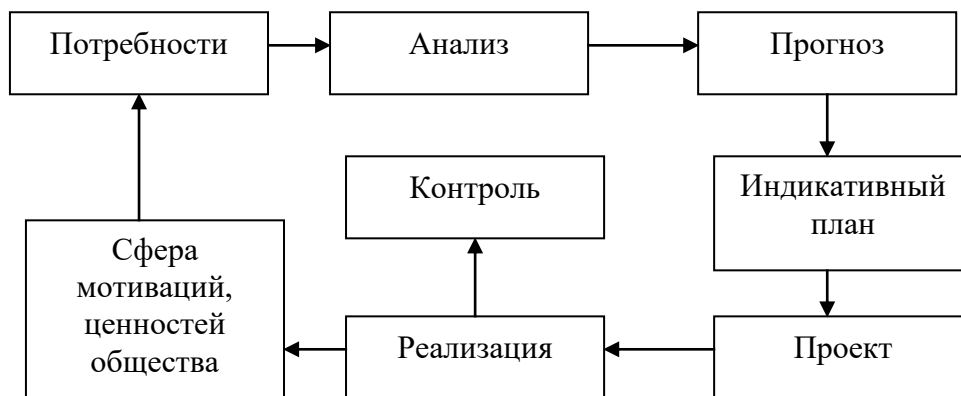 Потребности
Анализ
Прогноз
Контроль
Индикативный
план
Сфера
мотиваций,
ценностей
общества
Реализация
Проект